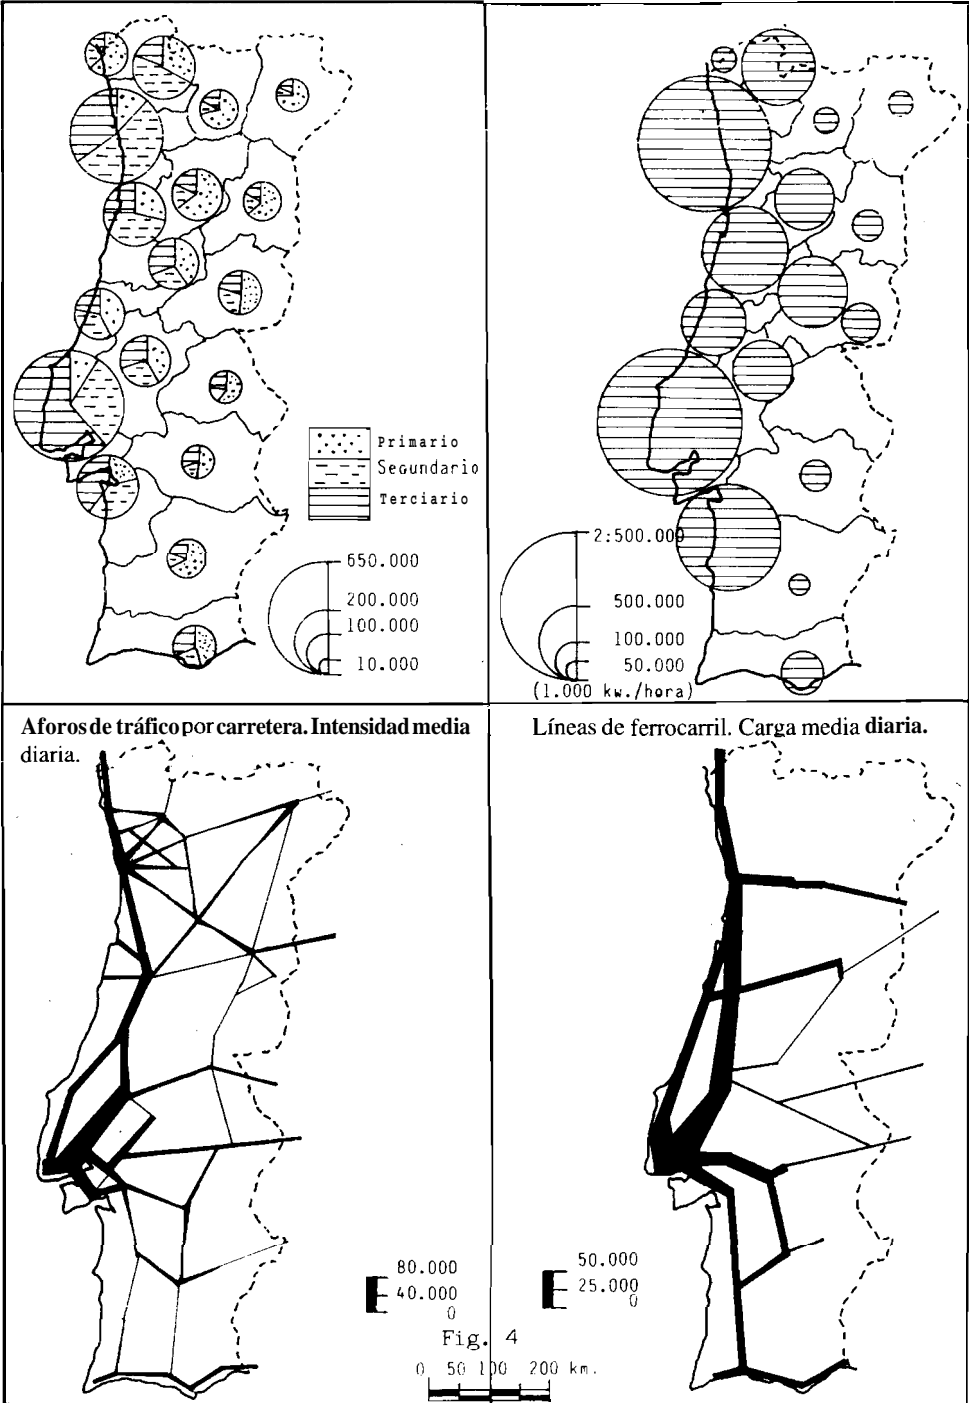 Primario
Segundario
Terciario
650.000
200.000
100.000
10.000
2:500.000
500.000
100.000
50.000
(1.000 kw./hora)
Aforos de tráfico por carretera. Intensidad media
diaria.
Líneas de ferrocarril. Carga media diaria.
80.000
40.000
0
50.000
25.000
0
Fig. 4
0 50 100 200 km.